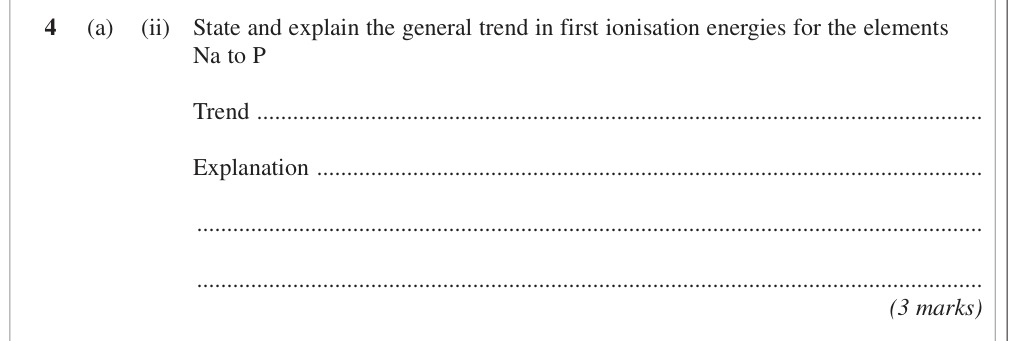 4 (a) (ii) State and explain the general trend in first ionisation energies for the elements
Na to P
Trend ..........................................................................................................................
Explanation ................................................................................................................
....................................................................................................................................
....................................................................................................................................
(3 marks)